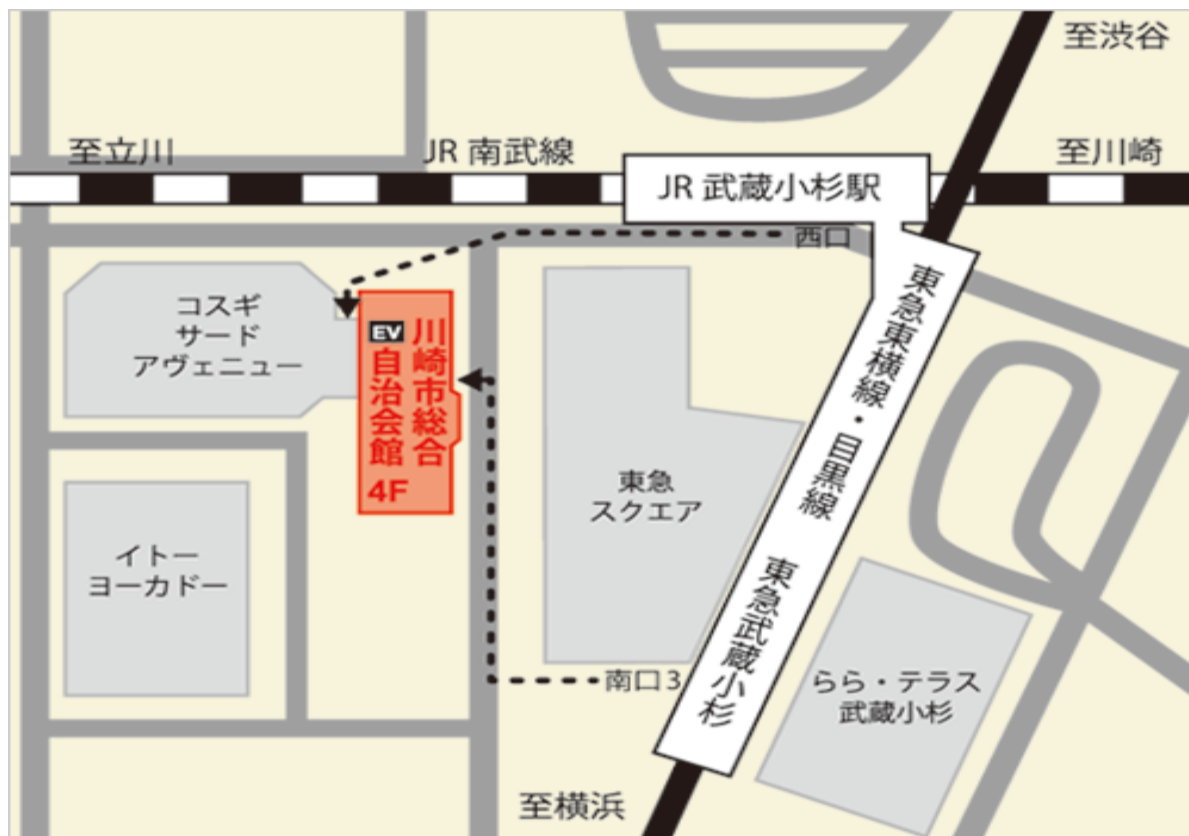 至渋谷
至立川
JR 南武線
至川崎
JR 武蔵小杉駅
西口
コスギ
サード
アヴェニュー
EV
川崎市総合
自治会館
4F
東急東横線・目黒線 東急武蔵小杉
東急
スクエア
イトー
ヨーカドー
南口3
らら・テラス
武蔵小杉
至横浜